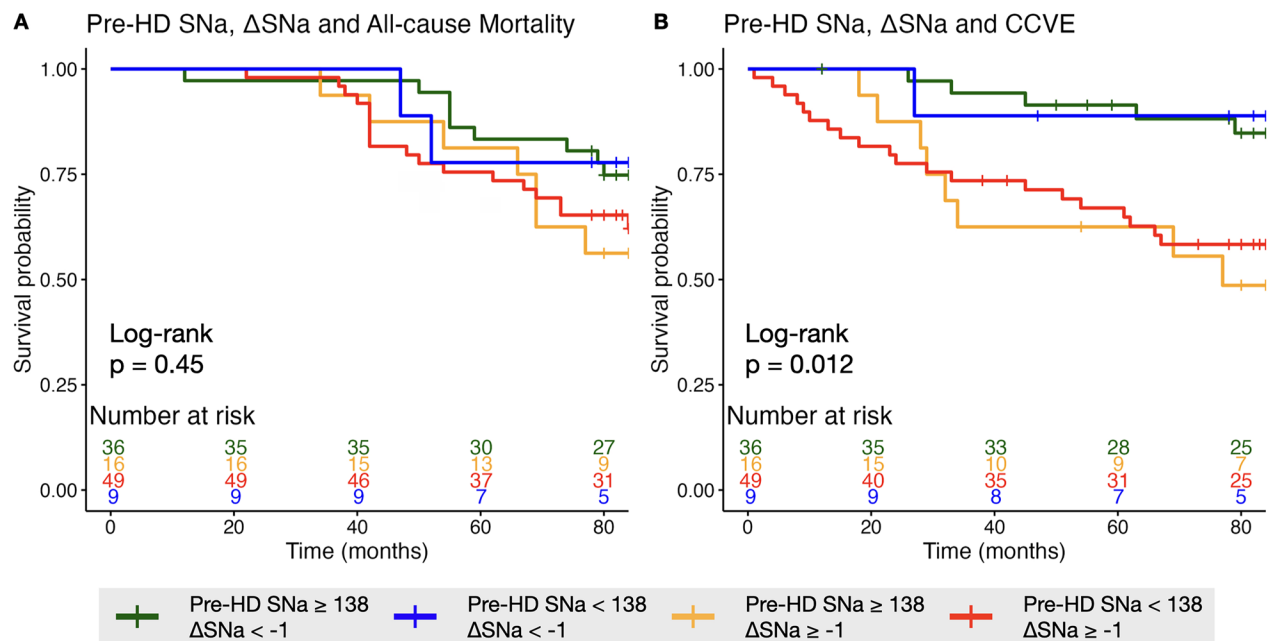 A Pre-HD SNa, ΔSNa and All-cause Mortality
Survival probability
1.00
0.75
0.50
0.25
0.00
Log-rank
p = 0.45
Number at risk
36 35 35 30 27
16 16 15 13 9
49 49 46 37 31
9 9 9 7 5
0 20 40 60 80
Time (months)
B Pre-HD SNa, ΔSNa and CCVE
Survival probability
1.00
0.75
0.50
0.25
0.00
Log-rank
p = 0.012
Number at risk
36 35 33 28 25
16 15 10 9 7
49 40 35 31 25
9 9 8 7 5
0 20 40 60 80
Time (months)
Pre-HD SNa ≥ 138
ΔSNa < -1
Pre-HD SNa < 138
ΔSNa < -1
Pre-HD SNa ≥ 138
ΔSNa ≥ -1
Pre-HD SNa < 138
ΔSNa ≥ -1